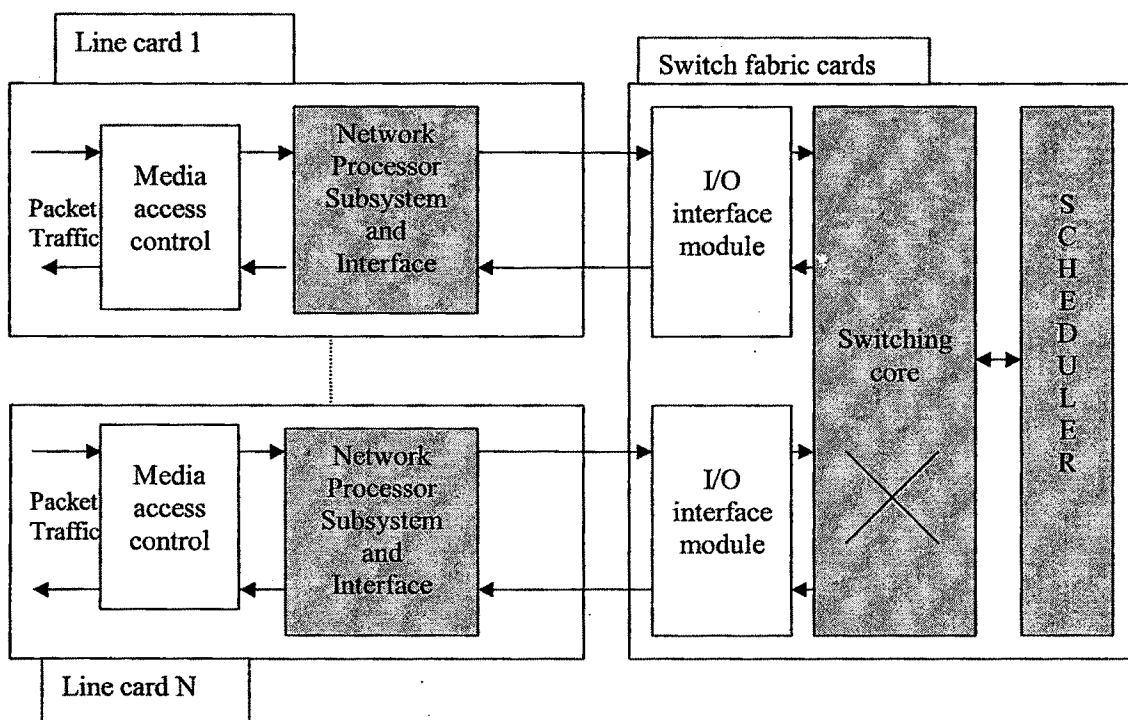 Line card 1
Switch fabric cards
Packet
Traffic
Media
access
control
Network
Processor
Subsystem
and
Interface
I/O
interface
module
Switching
core
SCHEDULER
Packet
Traffic
Media
access
control
Network
Processor
Subsystem
and
Interface
I/O
interface
module
Line card N